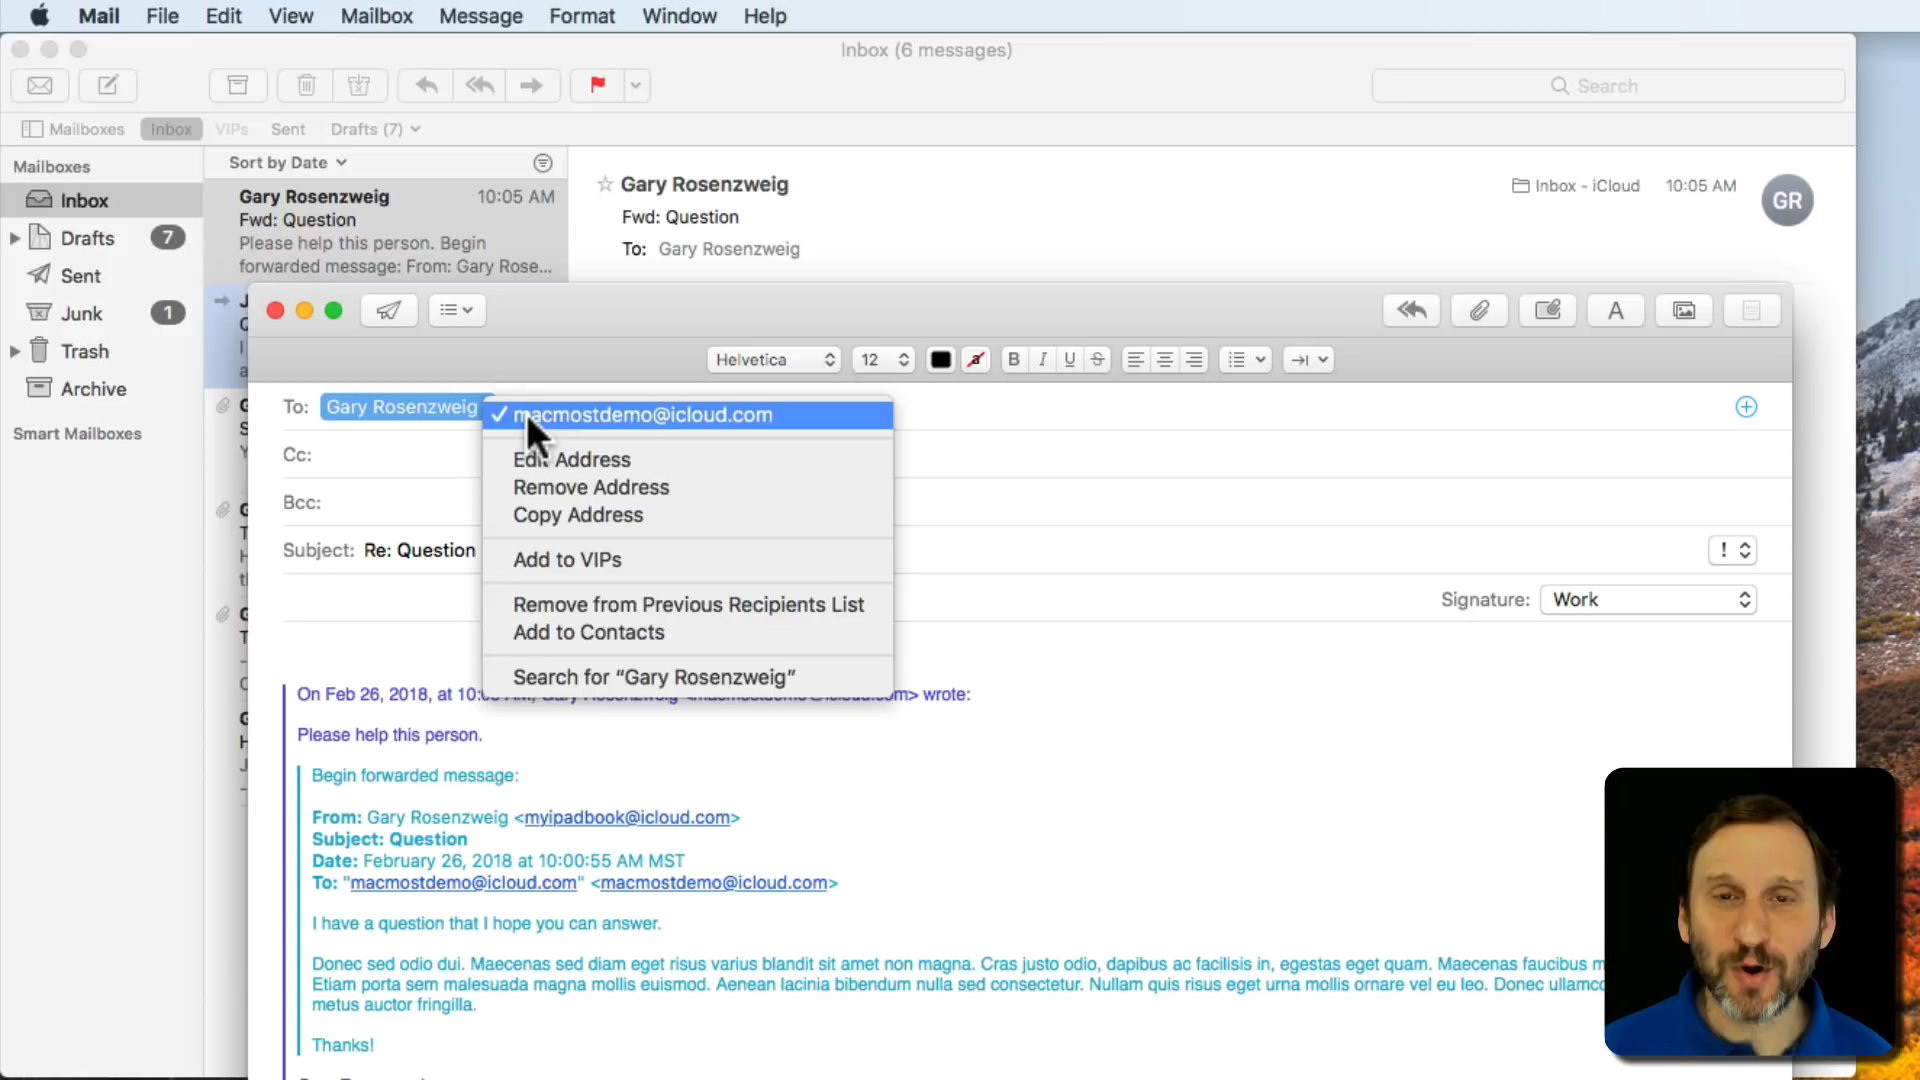 Mail File Edit View Mailbox Message Format Window Help
Inbox (6 messages)
Search
Mailboxes Inbox VIPs Sent Drafts (7)
Mailboxes
Inbox
Drafts 7
Sent
Junk 1
Trash
Archive
Smart Mailboxes
Sort by Date
Gary Rosenzweig 10:05 AM
Fwd: Question
Please help this person. Begin
forwarded message: From: Gary Rose...
Gary Rosenzweig
Inbox - iCloud 10:05 AM
GR
Fwd: Question
To: Gary Rosenzweig
Helvetica 12 a B I U S
A
To: Gary Rosenzweig
Cc:
Bcc:
Subject: Re: Question
!
Signature: Work
macmostdemo@icloud.com
Edit Address
Remove Address
Copy Address
Add to VIPs
Remove from Previous Recipients List
Add to Contacts
Search for “Gary Rosenzweig”
On Feb 26, 2018, at wrote:
Please help this person.
Begin forwarded message:
From: Gary Rosenzweig <myipadbook@icloud.com>
Subject: Question
Date: February 26, 2018 at 10:00:55 AM MST
To: "macmostdemo@icloud.com" <macmostdemo@icloud.com>
I have a question that I hope you can answer.
Donec sed odio dui. Maecenas sed diam eget risus varius blandit sit amet non magna. Cras justo odio, dapibus ac facilisis in, egestas eget quam. Maecenas faucibus m
Etiam porta sem malesuada magna mollis euismod. Aenean lacinia bibendum nulla sed consectetur. Nullam quis risus eget urna mollis ornare vel eu leo. Donec ullamco
metus auctor fringilla.
Thanks!